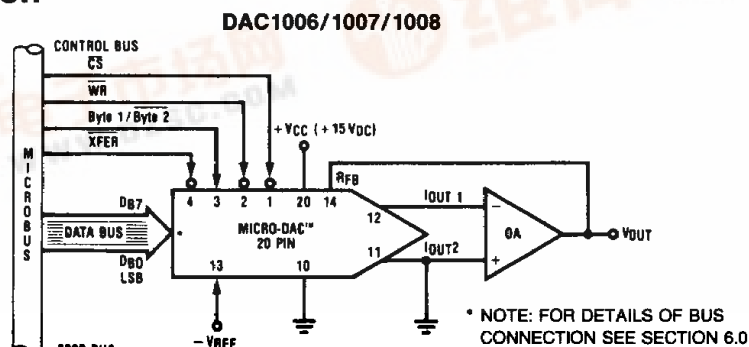 DAC1006/1007/1008
CONTROL BUS
CS
WR
Byte 1/Byte 2
XFER
+VCC (+15VDC)
MICROBUS
4 3 2 1 20 14
RFB
DB7
DATA BUS
DB0
LSB
MICRO-DAC™
20 PIN
12
11
13
10
IOUT 1
IOUT2
−
+
OA
VOUT
−VREF
* NOTE: FOR DETAILS OF BUS
CONNECTION SEE SECTION 6.0